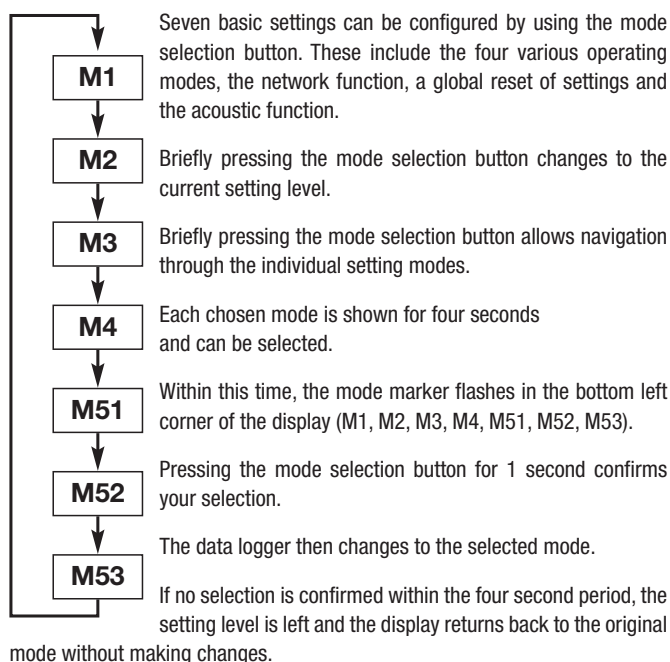 Seven basic settings can be configured by using the mode
selection button. These include the four various operating
modes, the network function, a global reset of settings and
the acoustic function.
Briefly pressing the mode selection button changes to the
current setting level.
Briefly pressing the mode selection button allows navigation
through the individual setting modes.
Each chosen mode is shown for four seconds
and can be selected.
Within this time, the mode marker flashes in the bottom left
corner of the display (M1, M2, M3, M4, M51, M52, M53).
Pressing the mode selection button for 1 second confirms
your selection.
The data logger then changes to the selected mode.
If no selection is confirmed within the four second period, the
setting level is left and the display returns back to the original
mode without making changes.
M1
M2
M3
M4
M51
M52
M53